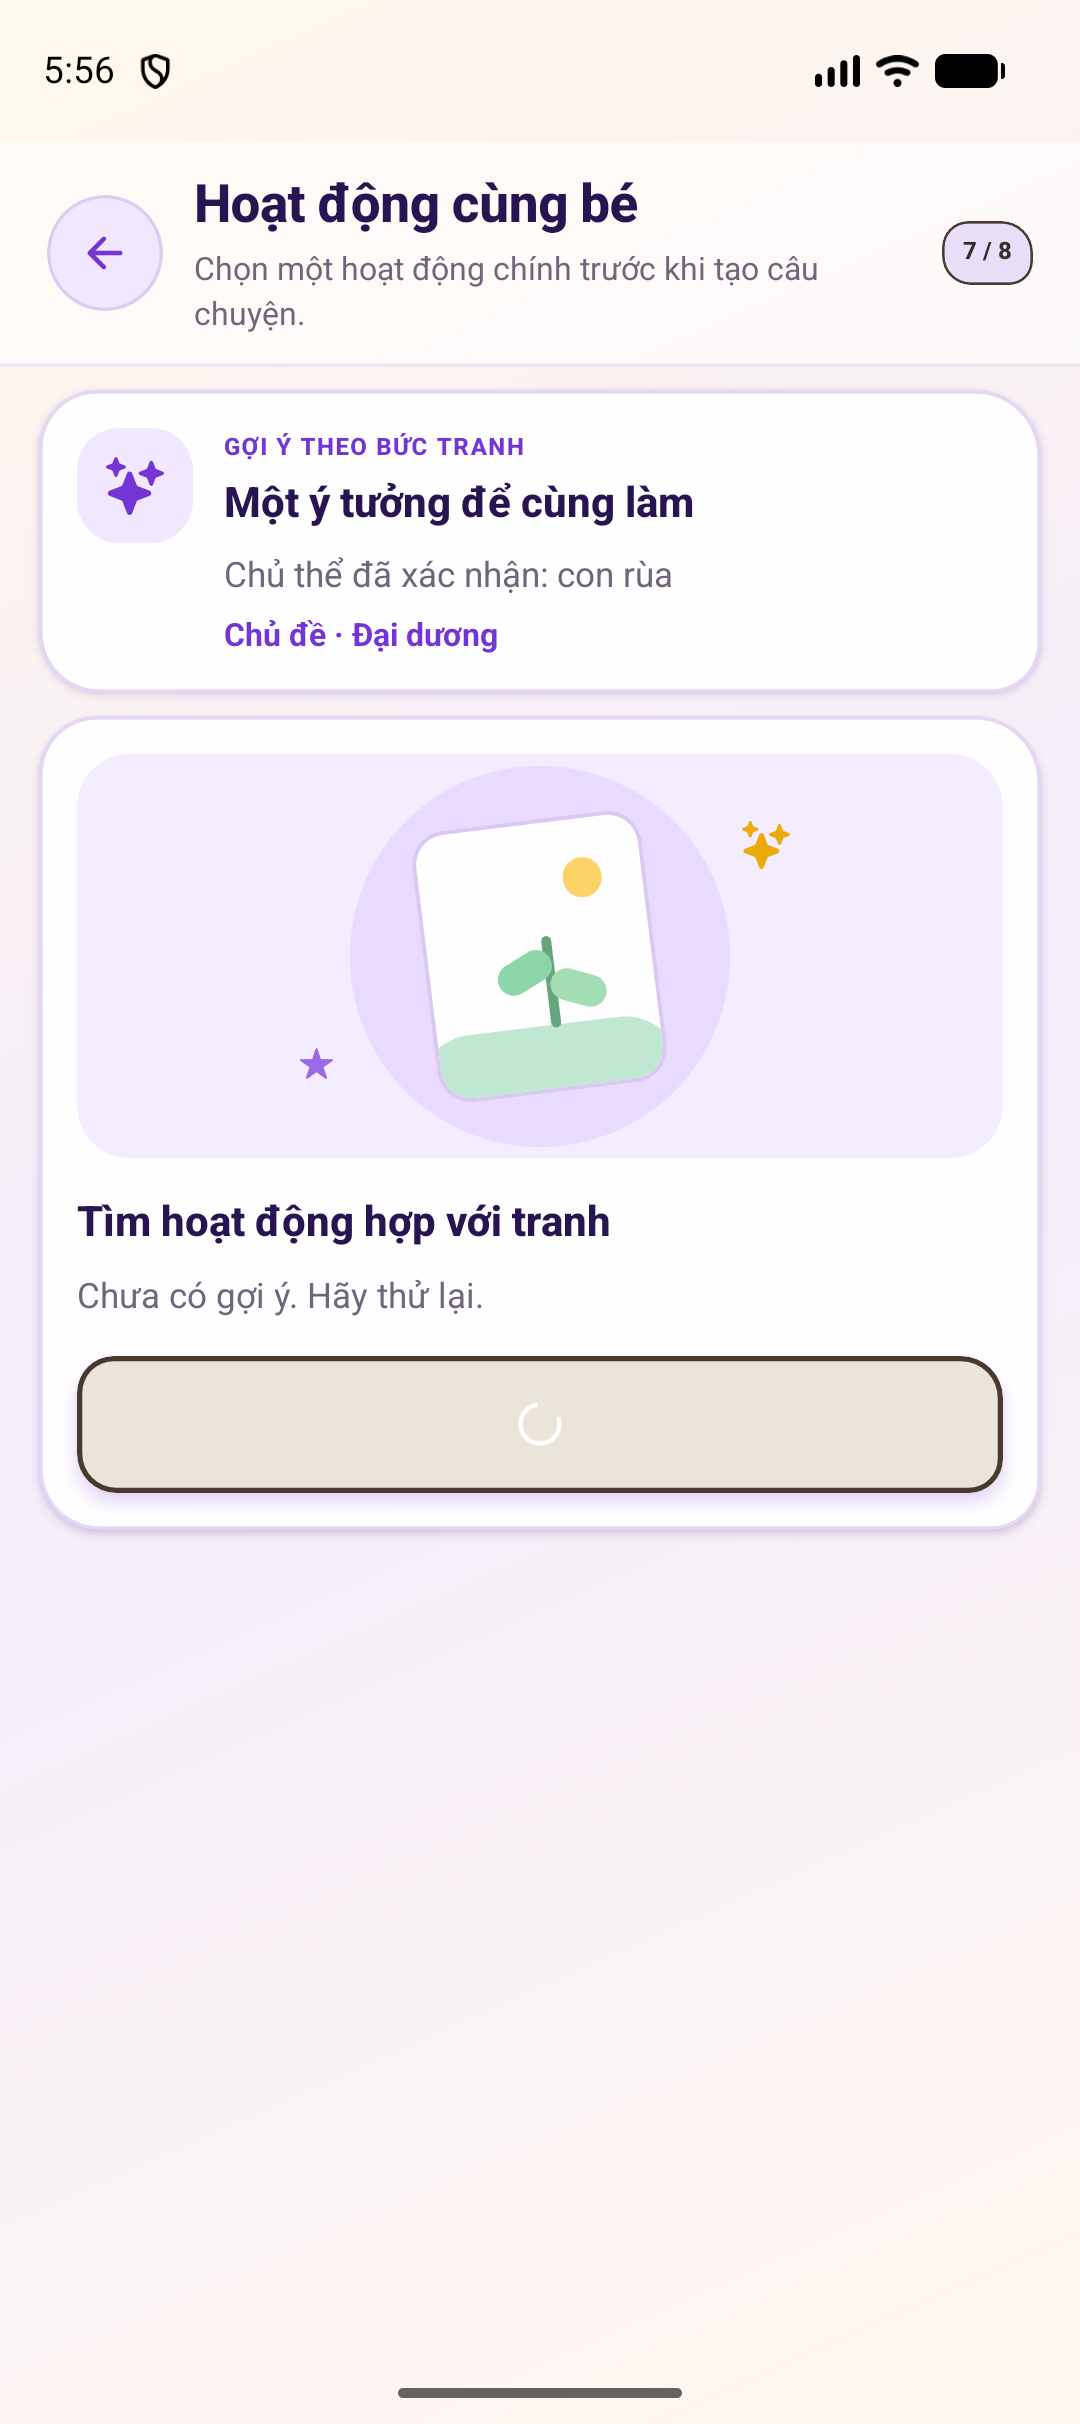 5:56
Hoạt động cùng bé
Chọn một hoạt động chính trước khi tạo câu
chuyện.
7 / 8
GỢI Ý THEO BỨC TRANH
Một ý tưởng để cùng làm
Chủ thể đã xác nhận: con rùa
Chủ đề · Đại dương
Tìm hoạt động hợp với tranh
Chưa có gợi ý. Hãy thử lại.